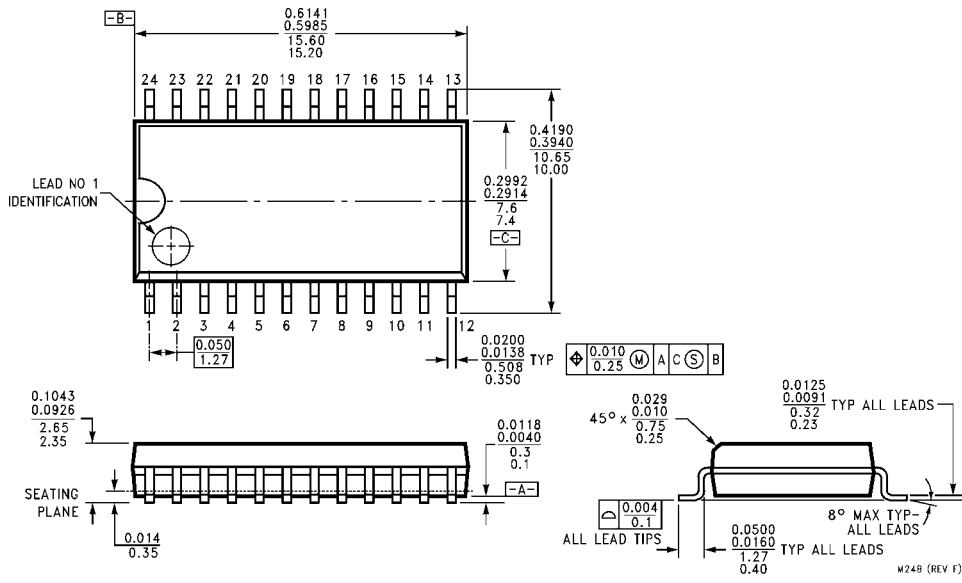 -B-
0.6141
0.5985
15.60
15.20
24 23 22 21 20 19 18 17 16 15 14 13
LEAD NO 1
IDENTIFICATION
0.4190
0.3940
10.65
10.00
0.2992
0.2914
7.6
7.4
-C-
1 2 3 4 5 6 7 8 9 10 11 12
0.050
1.27
0.0200
0.0138
0.508
0.350
TYP
⌖ 0.010 0.25 Ⓜ A C Ⓢ B
0.1043
0.0926
2.65
2.35
SEATING
PLANE
0.014
0.35
0.0118
0.0040
0.3
0.1
-A-
45° x
0.029
0.010
0.75
0.25
0.0125
0.0091
0.32
0.23
TYP ALL LEADS
0.004
0.1
ALL LEAD TIPS
0.0500
0.0160
1.27
0.40
TYP ALL LEADS
8° MAX TYP-
ALL LEADS
M24B (REV F)